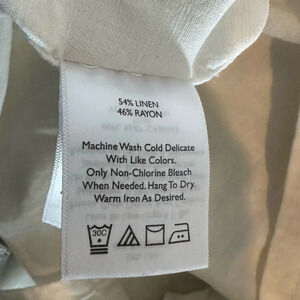 54% LINEN
46% RAYON
Machine Wash Cold Delicate
With Like Colors.
Only Non-Chlorine Bleach
When Needed. Hang To Dry.
Warm Iron As Desired.
30C